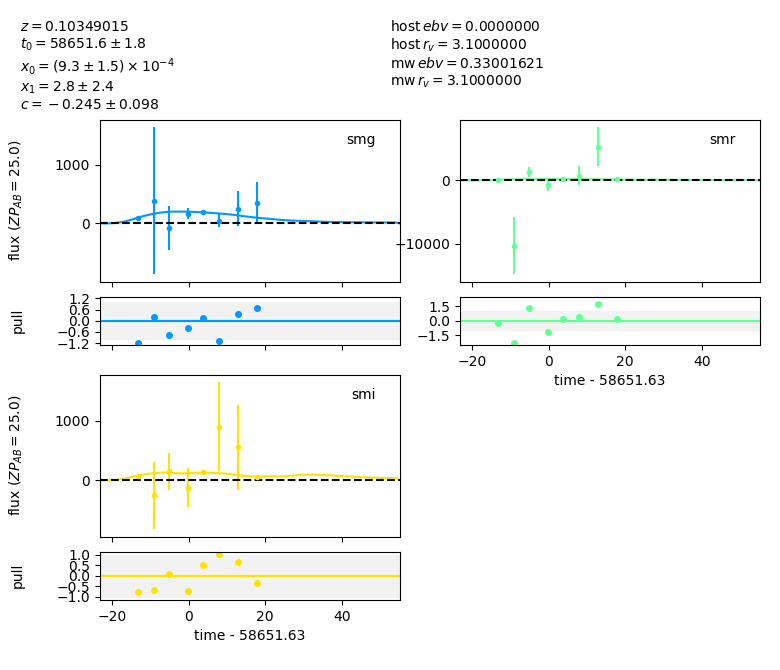 z = 0.10349015
t₀ = 58651.6 ± 1.8
x₀ = (9.3 ± 1.5) × 10⁻⁴
x₁ = 2.8 ± 2.4
c = −0.245 ± 0.098
host ebv = 0.0000000
host r_v = 3.1000000
mw ebv = 0.33001621
mw r_v = 3.1000000
smg
flux (ZP_AB = 25.0)
1000
0
pull
1.2
0.6
0.0
−0.6
−1.2
smr
0
−10000
1.5
0.0
−1.5
−20
0
20
40
time - 58651.63
smi
flux (ZP_AB = 25.0)
1000
0
pull
1.0
0.5
0.0
−0.5
−1.0
−20
0
20
40
time - 58651.63